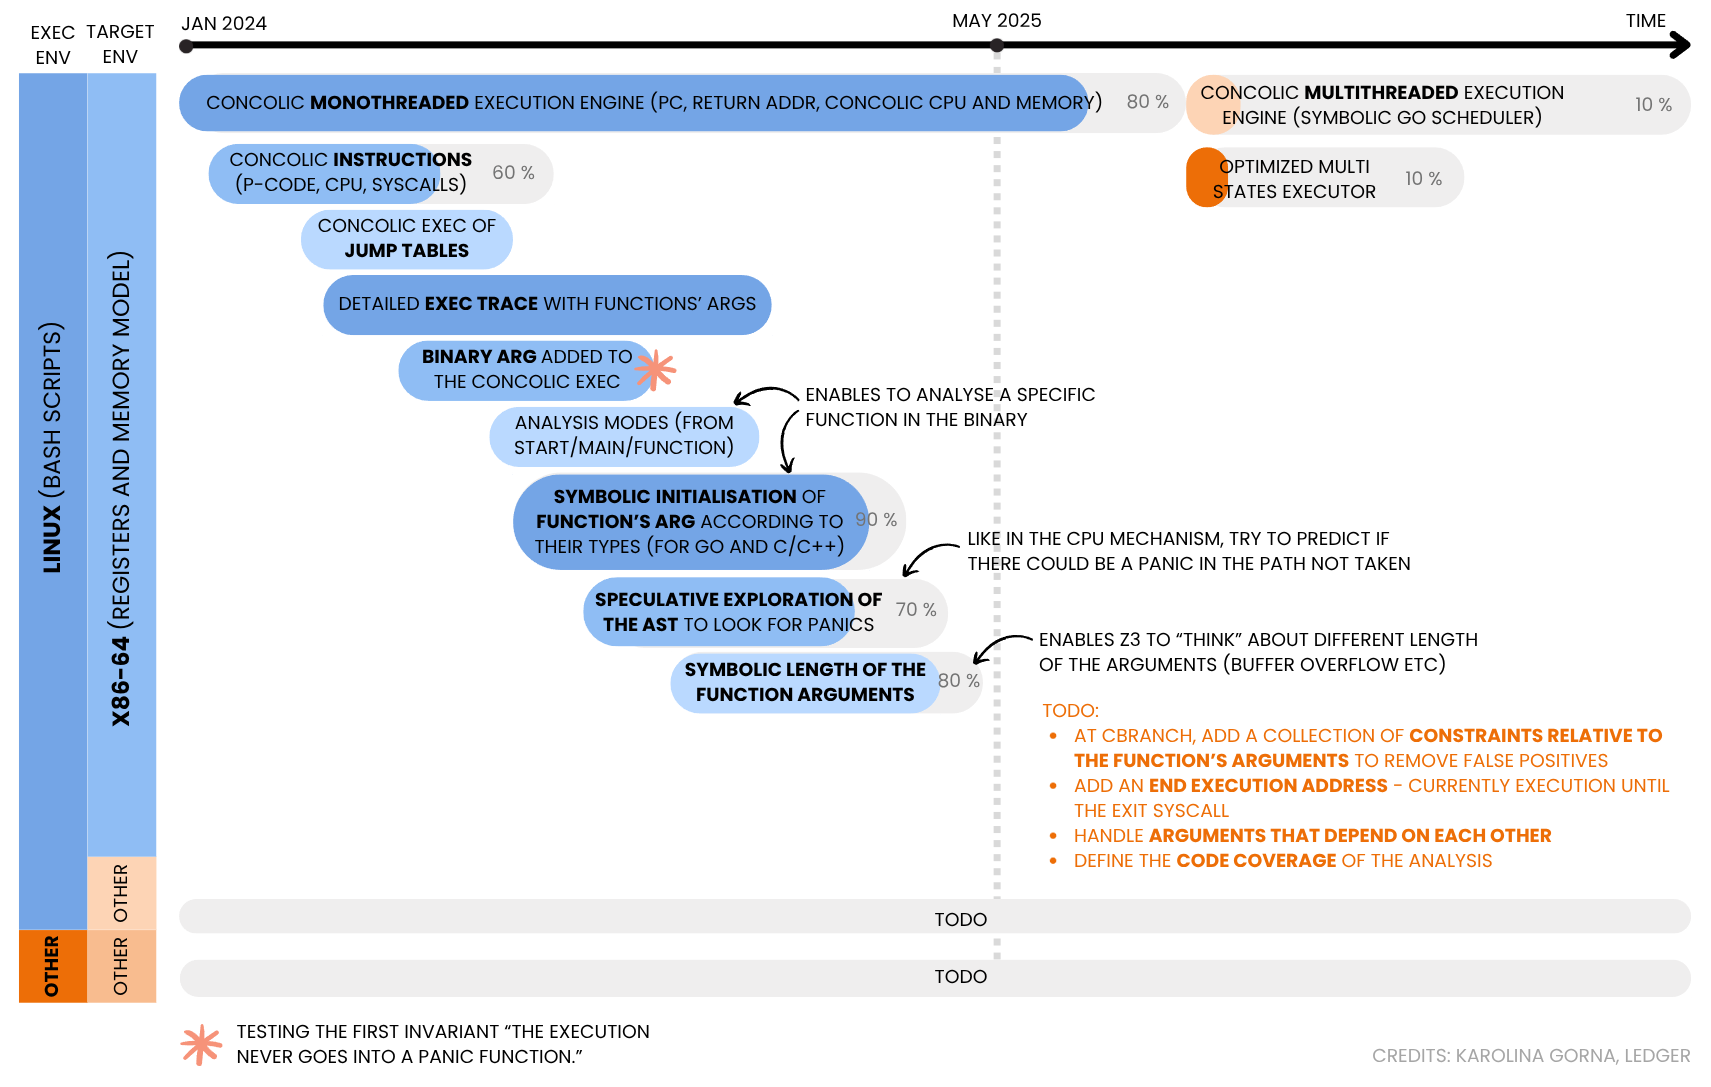 EXEC ENV
TARGET ENV
JAN 2024
MAY 2025
TIME
LINUX (BASH SCRIPTS)
X86-64 (REGISTERS AND MEMORY MODEL)
OTHER
OTHER
OTHER
CONCOLIC MONOTHREADED EXECUTION ENGINE (PC, RETURN ADDR, CONCOLIC CPU AND MEMORY)
80 %
CONCOLIC MULTITHREADED EXECUTION
ENGINE (SYMBOLIC GO SCHEDULER)
10 %
CONCOLIC INSTRUCTIONS
(P-CODE, CPU, SYSCALLS)
60 %
OPTIMIZED MULTI
STATES EXECUTOR
10 %
CONCOLIC EXEC OF
JUMP TABLES
DETAILED EXEC TRACE WITH FUNCTIONS' ARGS
BINARY ARG ADDED TO
THE CONCOLIC EXEC
ANALYSIS MODES (FROM
START/MAIN/FUNCTION)
ENABLES TO ANALYSE A SPECIFIC
FUNCTION IN THE BINARY
SYMBOLIC INITIALISATION OF
FUNCTION'S ARG ACCORDING TO
THEIR TYPES (FOR GO AND C/C++)
90 %
LIKE IN THE CPU MECHANISM, TRY TO PREDICT IF
THERE COULD BE A PANIC IN THE PATH NOT TAKEN
SPECULATIVE EXPLORATION OF
THE AST TO LOOK FOR PANICS
70 %
ENABLES Z3 TO “THINK” ABOUT DIFFERENT LENGTH
OF THE ARGUMENTS (BUFFER OVERFLOW ETC)
SYMBOLIC LENGTH OF THE
FUNCTION ARGUMENTS
80 %
TODO:
• AT CBRANCH, ADD A COLLECTION OF CONSTRAINTS RELATIVE TO
THE FUNCTION'S ARGUMENTS TO REMOVE FALSE POSITIVES
• ADD AN END EXECUTION ADDRESS - CURRENTLY EXECUTION UNTIL
THE EXIT SYSCALL
• HANDLE ARGUMENTS THAT DEPEND ON EACH OTHER
• DEFINE THE CODE COVERAGE OF THE ANALYSIS
TODO
TODO
TESTING THE FIRST INVARIANT “THE EXECUTION
NEVER GOES INTO A PANIC FUNCTION.”
CREDITS: KAROLINA GORNA, LEDGER